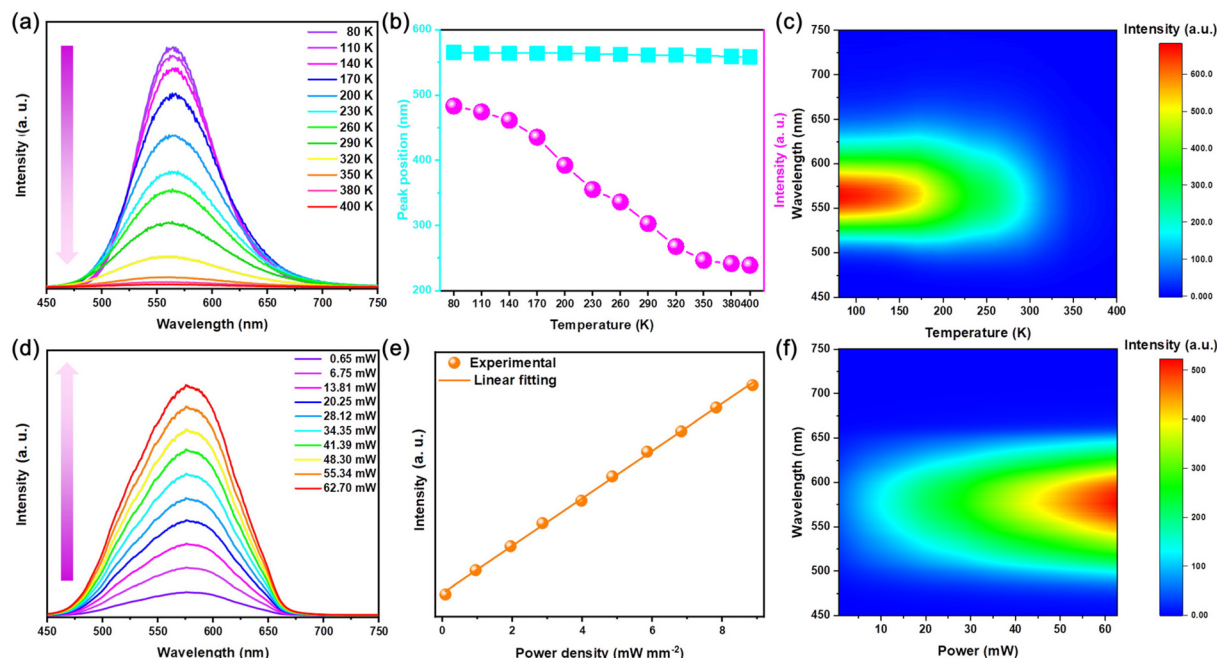 (a)
Intensity (a. u.)
80 K
110 K
140 K
170 K
200 K
230 K
260 K
290 K
320 K
350 K
380 K
400 K
450 500 550 600 650 700 750
Wavelength (nm)
(b)
Peak position (nm)
600
500
400
350
300
250
200
80 110 140 170 200 230 260 290 320 350 380400
Temperature (K)
Intensity (a. u.)
(c)
Intensity (a.u.)
Wavelength (nm)
750
700
650
600
550
500
450
100 150 200 250 300 350 400
Temperature (K)
600.0
500.0
400.0
300.0
200.0
100.0
0.000
(d)
Intensity (a. u.)
0.65 mW
6.75 mW
13.81 mW
20.25 mW
28.12 mW
34.35 mW
41.39 mW
48.30 mW
55.34 mW
62.70 mW
450 500 550 600 650 700 750
Wavelength (nm)
(e)
Intensity (a. u.)
Experimental
Linear fitting
0 2 4 6 8
Power density (mW mm⁻²)
(f)
Intensity (a.u.)
Wavelength (nm)
750
700
650
600
550
500
450
10 20 30 40 50 60
Power (mW)
500
400
300
200
100
0.00